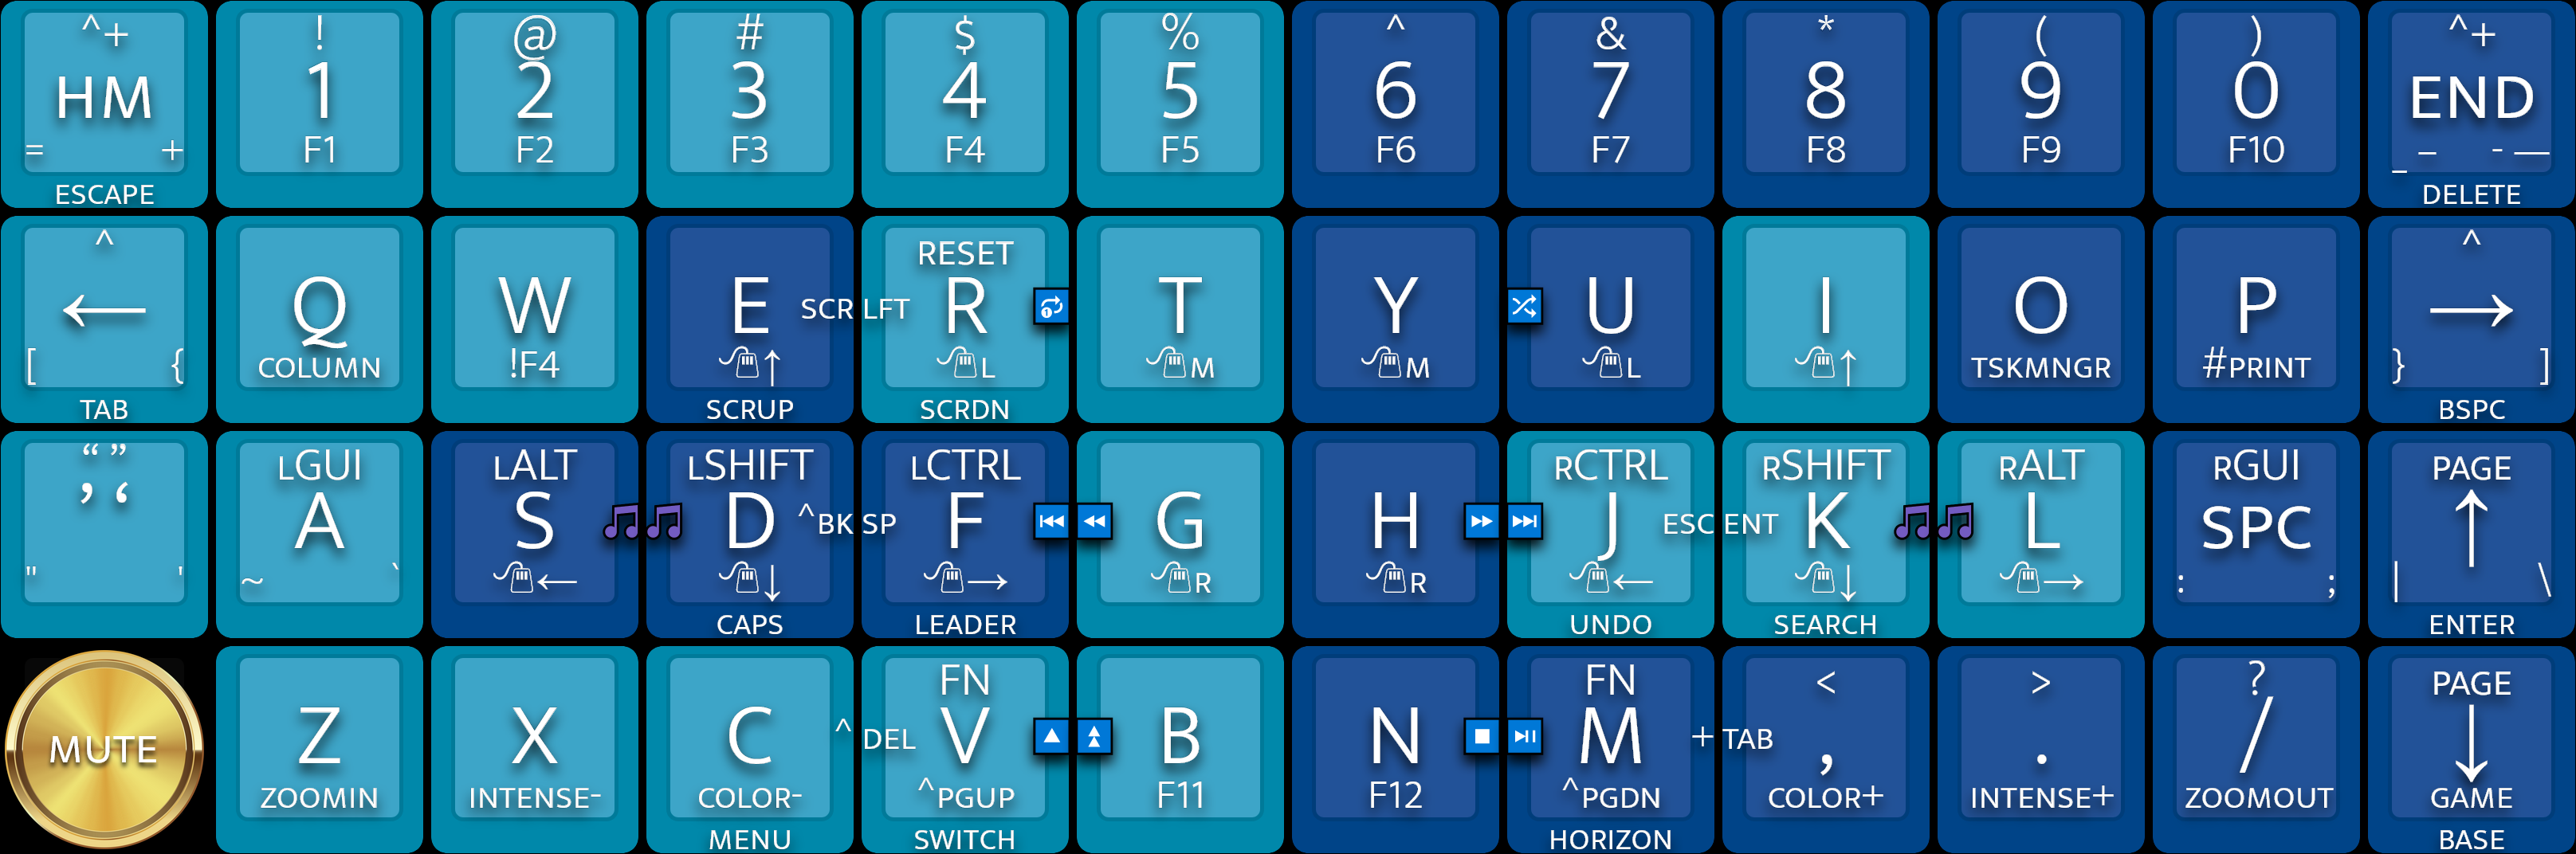 ^+ ! @ # $ % ^ & * ( ) ^+
HM 1 2 3 4 5 6 7 8 9 0 END
= + F1 F2 F3 F4 F5 F6 F7 F8 F9 F10 _ – - —
ESCAPE DELETE
^ RESET ^
← Q W E SCR LFT R T Y U I O P →
[ { COLUMN !F4 ↑ L M M L ↑ TSKMNGR #PRINT } ]
TAB SCRUP SCRDN BSPC
“ ” LGUI LALT LSHIFT LCTRL RCTRL RSHIFT RALT RGUI PAGE
’ ‘ A S D ^BK SP F G H J ESC ENT K L SPC ↑
" ' ~ ` ← ↓ → R R ← ↓ → : ; | \
CAPS LEADER UNDO SEARCH ENTER
FN FN < > ? PAGE
MUTE Z X C ^ DEL V B N M + TAB , . / ↓
ZOOMIN INTENSE- COLOR- ^PGUP F11 F12 ^PGDN COLOR+ INTENSE+ ZOOMOUT GAME
MENU SWITCH HORIZON BASE